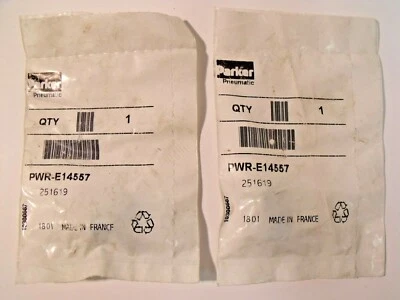 Parker
Pneumatic
QTY 1
PWR-E14557
251619
1801 MADE IN FRANCE
Parker
Pneumatic
QTY 1
PWR-E14557
251619
1801 MADE IN FRANCE